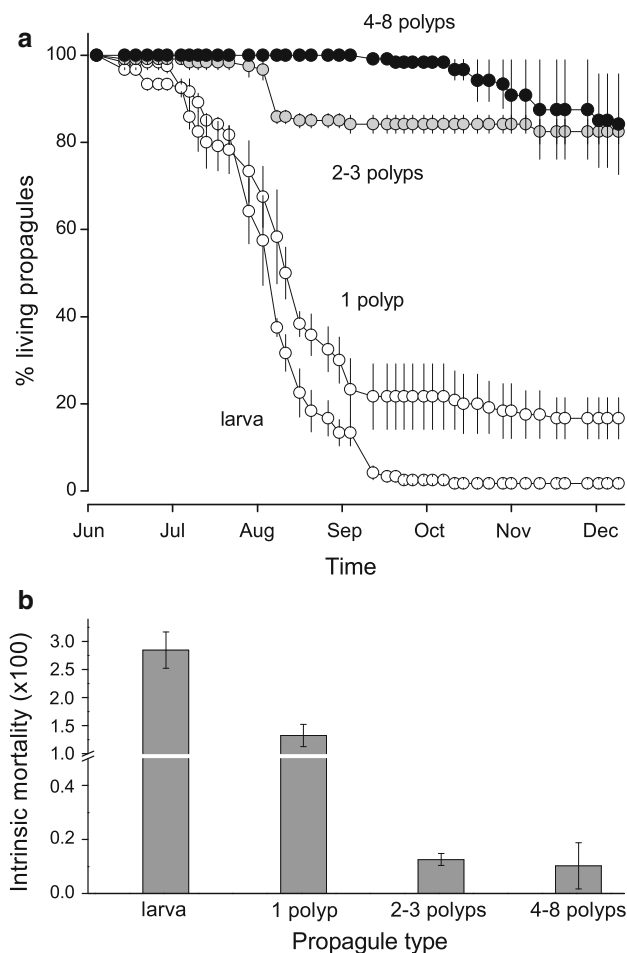 a
4-8 polyps
100
80
60
40
20
0
% living propagules
2-3 polyps
1 polyp
larva
Jun Jul Aug Sep Oct Nov Dec
Time
b
3.0
2.5
2.0
1.5
1.0
0.4
0.2
0.0
Intrinsic mortality (x100)
larva 1 polyp 2-3 polyps 4-8 polyps
Propagule type